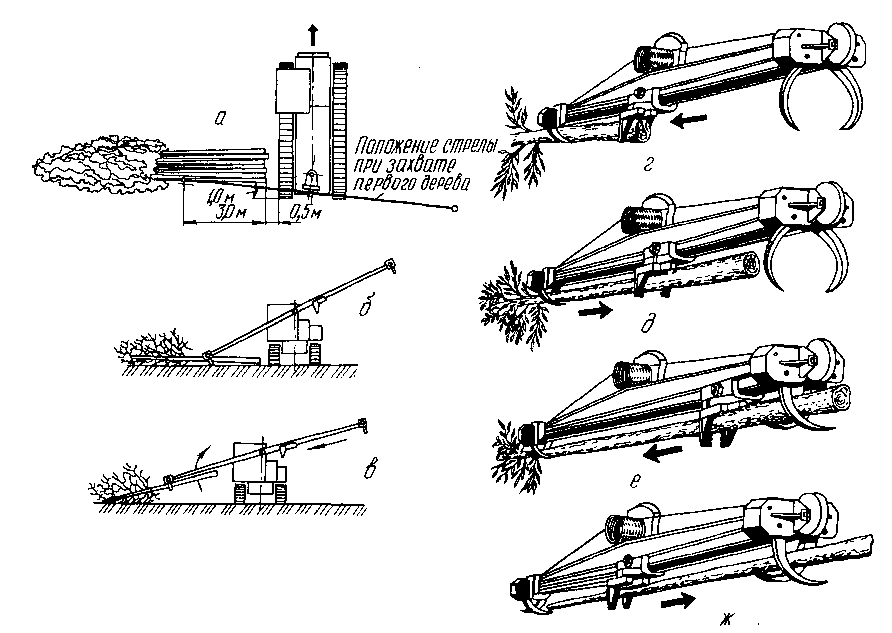 а
Положение стрелы
при захвате
первого дерева
1,0 м
3,0 м
0,5 м
б
в
г
д
е
ж